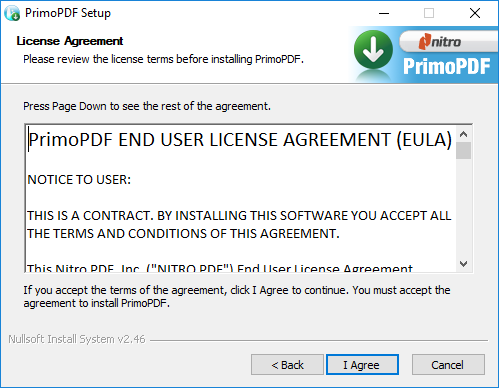 PrimoPDF Setup
License Agreement
Please review the license terms before installing PrimoPDF.
nitro
PrimoPDF
Press Page Down to see the rest of the agreement.
PrimoPDF END USER LICENSE AGREEMENT (EULA)
NOTICE TO USER:
THIS IS A CONTRACT. BY INSTALLING THIS SOFTWARE YOU ACCEPT ALL
THE TERMS AND CONDITIONS OF THIS AGREEMENT.
This Nitro PDF, Inc. ("NITRO PDF") End User License Agreement
If you accept the terms of the agreement, click I Agree to continue. You must accept the
agreement to install PrimoPDF.
Nullsoft Install System v2.46
< Back
I Agree
Cancel